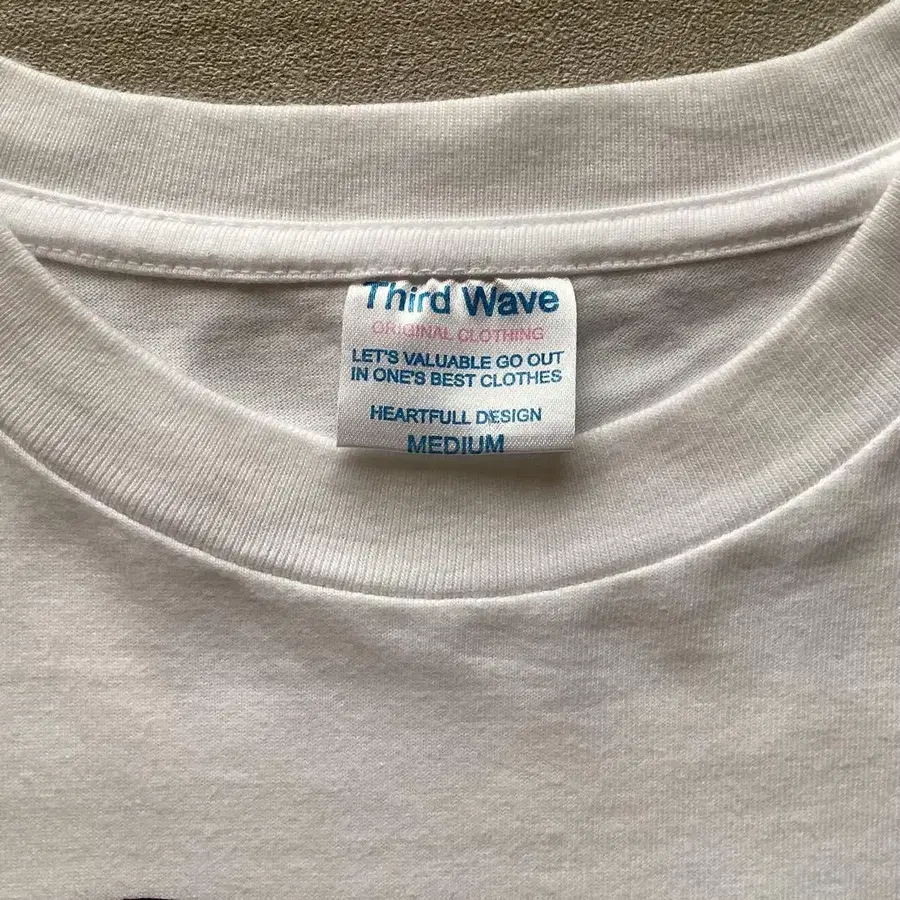 Third Wave
ORIGINAL CLOTHING
LET'S VALUABLE GO OUT
IN ONE'S BEST CLOTHES
HEARTFULL DESIGN
MEDIUM